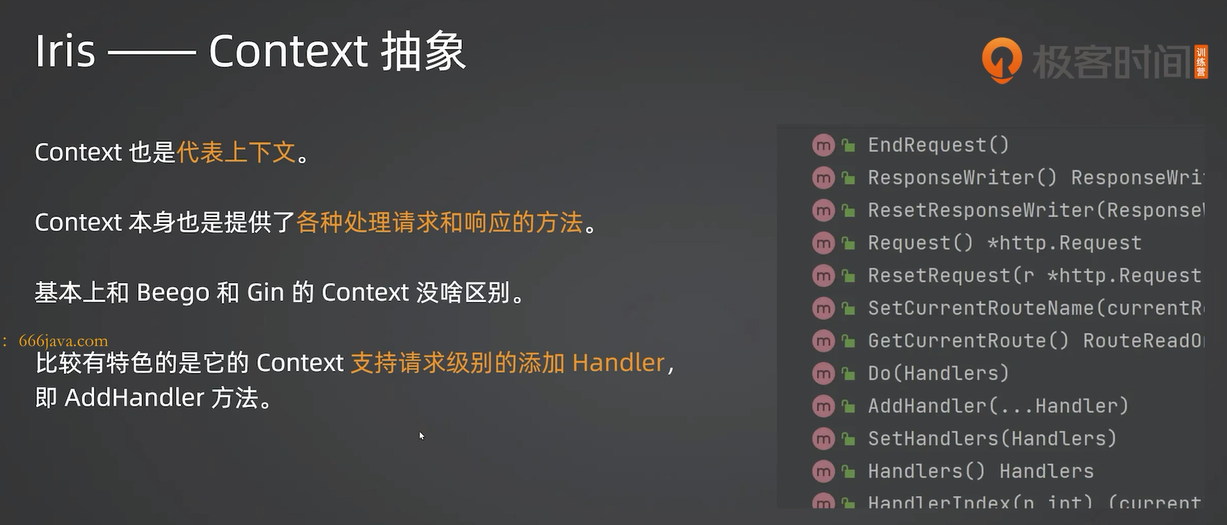 Iris —— Context 抽象
极客时间
训练营
Context 也是代表上下文。
Context 本身也是提供了各种处理请求和响应的方法。
基本上和 Beego 和 Gin 的 Context 没啥区别。
：666java.com
比较有特色的是它的 Context 支持请求级别的添加 Handler，
即 AddHandler 方法。
m EndRequest()
m ResponseWriter() ResponseWri
m ResetResponseWriter(Response
m Request() *http.Request
m ResetRequest(r *http.Request
m SetCurrentRouteName(currentR
m GetCurrentRoute() RouteReadO
m Do(Handlers)
m AddHandler(...Handler)
m SetHandlers(Handlers)
m Handlers() Handlers
m HandlerIndex(n int) (current